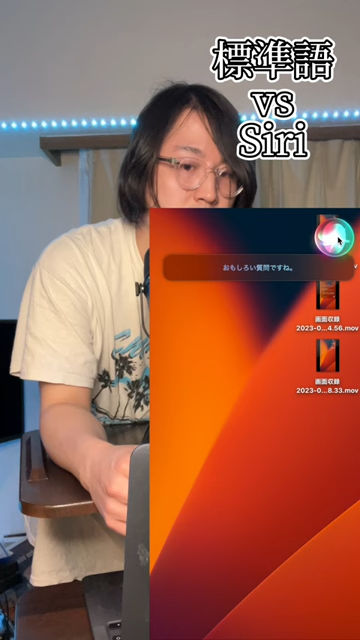 標準語
vs
Siri
おもしろい質問ですね。
画面収録
2023-0...4.56.mov
画面収録
2023-0...8.33.mov